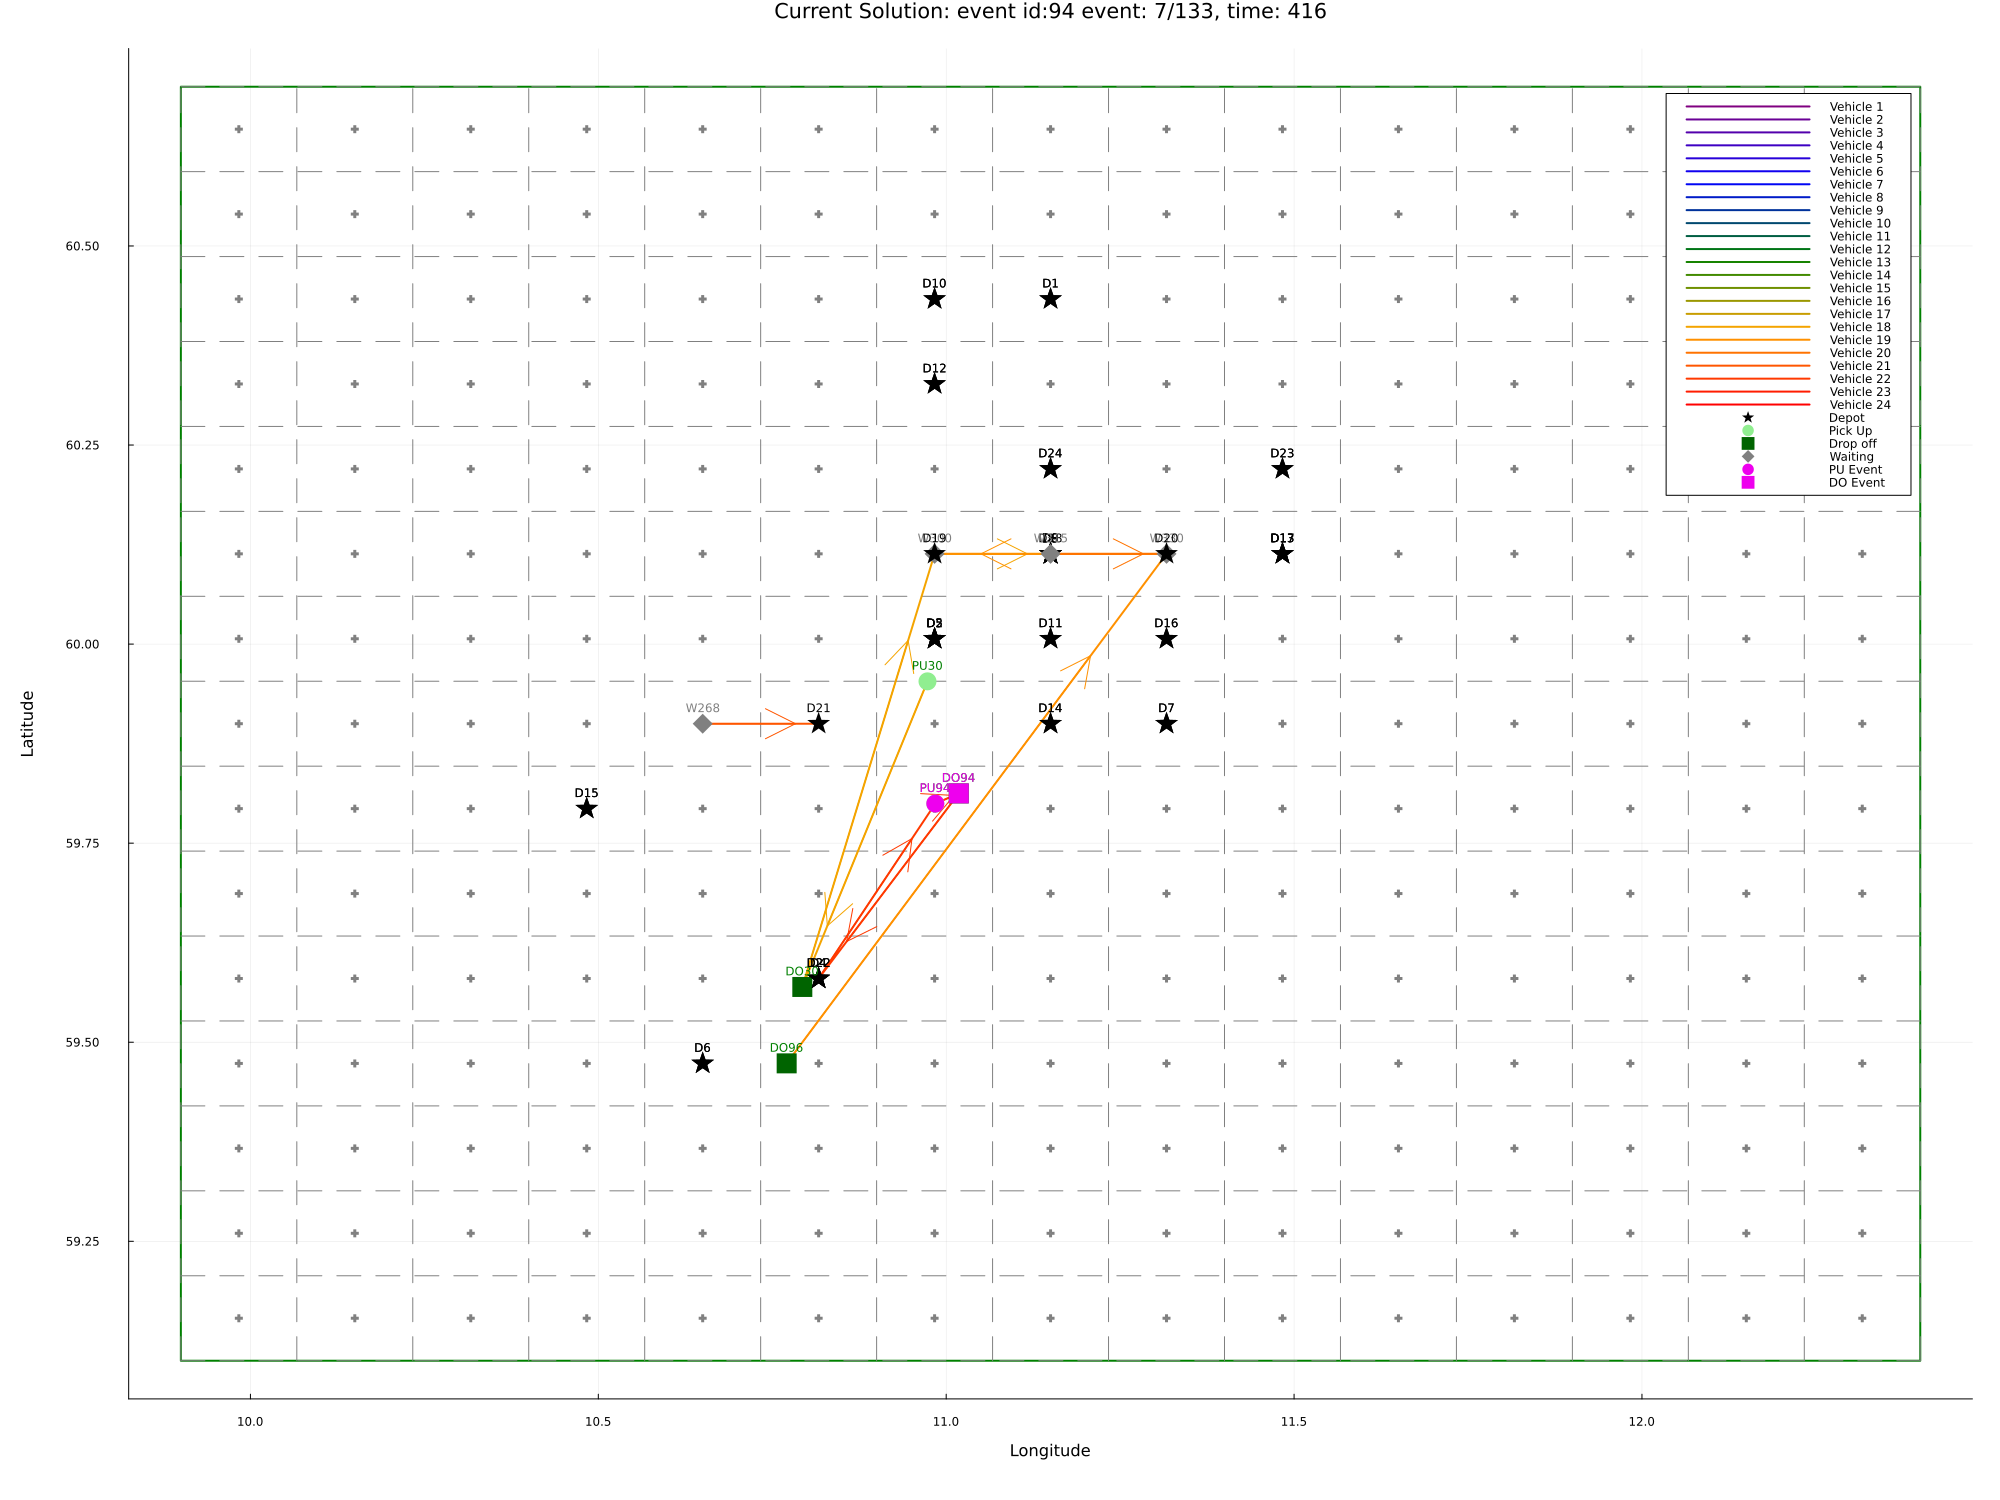 Current Solution: event id:94 event: 7/133, time: 416
Vehicle 1
Vehicle 2
Vehicle 3
Vehicle 4
Vehicle 5
Vehicle 6
Vehicle 7
Vehicle 8
Vehicle 9
Vehicle 10
Vehicle 11
Vehicle 12
Vehicle 13
Vehicle 14
Vehicle 15
Vehicle 16
Vehicle 17
Vehicle 18
Vehicle 19
Vehicle 20
Vehicle 21
Vehicle 22
Vehicle 23
Vehicle 24
Depot
Pick Up
Drop off
Waiting
PU Event
DO Event
60.50
60.25
60.00
59.75
59.50
59.25
Latitude
D10
D1
D12
D24
D23
D19
D20
D11
D16
PU30
W268
D21
D14
D7
DO94
PU94
D15
D22
D6
DO96
10.0
10.5
11.0
11.5
12.0
Longitude